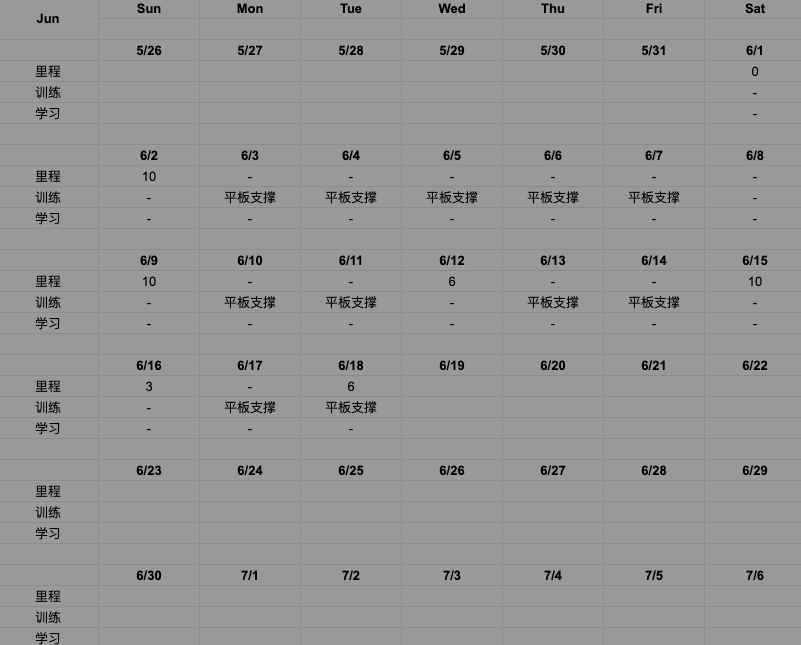 Jun Sun Mon Tue Wed Thu Fri Sat
5/26 5/27 5/28 5/29 5/30 5/31 6/1
里程 0
训练 -
学习 -
6/2 6/3 6/4 6/5 6/6 6/7 6/8
里程 10 - - - - - -
训练 - 平板支撑 平板支撑 平板支撑 平板支撑 平板支撑 -
学习 - - - - - - -
6/9 6/10 6/11 6/12 6/13 6/14 6/15
里程 10 - - 6 - - 10
训练 - 平板支撑 平板支撑 - 平板支撑 平板支撑 -
学习 - - - - - - -
6/16 6/17 6/18 6/19 6/20 6/21 6/22
里程 3 - 6
训练 - 平板支撑 平板支撑
学习 - - -
6/23 6/24 6/25 6/26 6/27 6/28 6/29
里程
训练
学习
6/30 7/1 7/2 7/3 7/4 7/5 7/6
里程
训练
学习